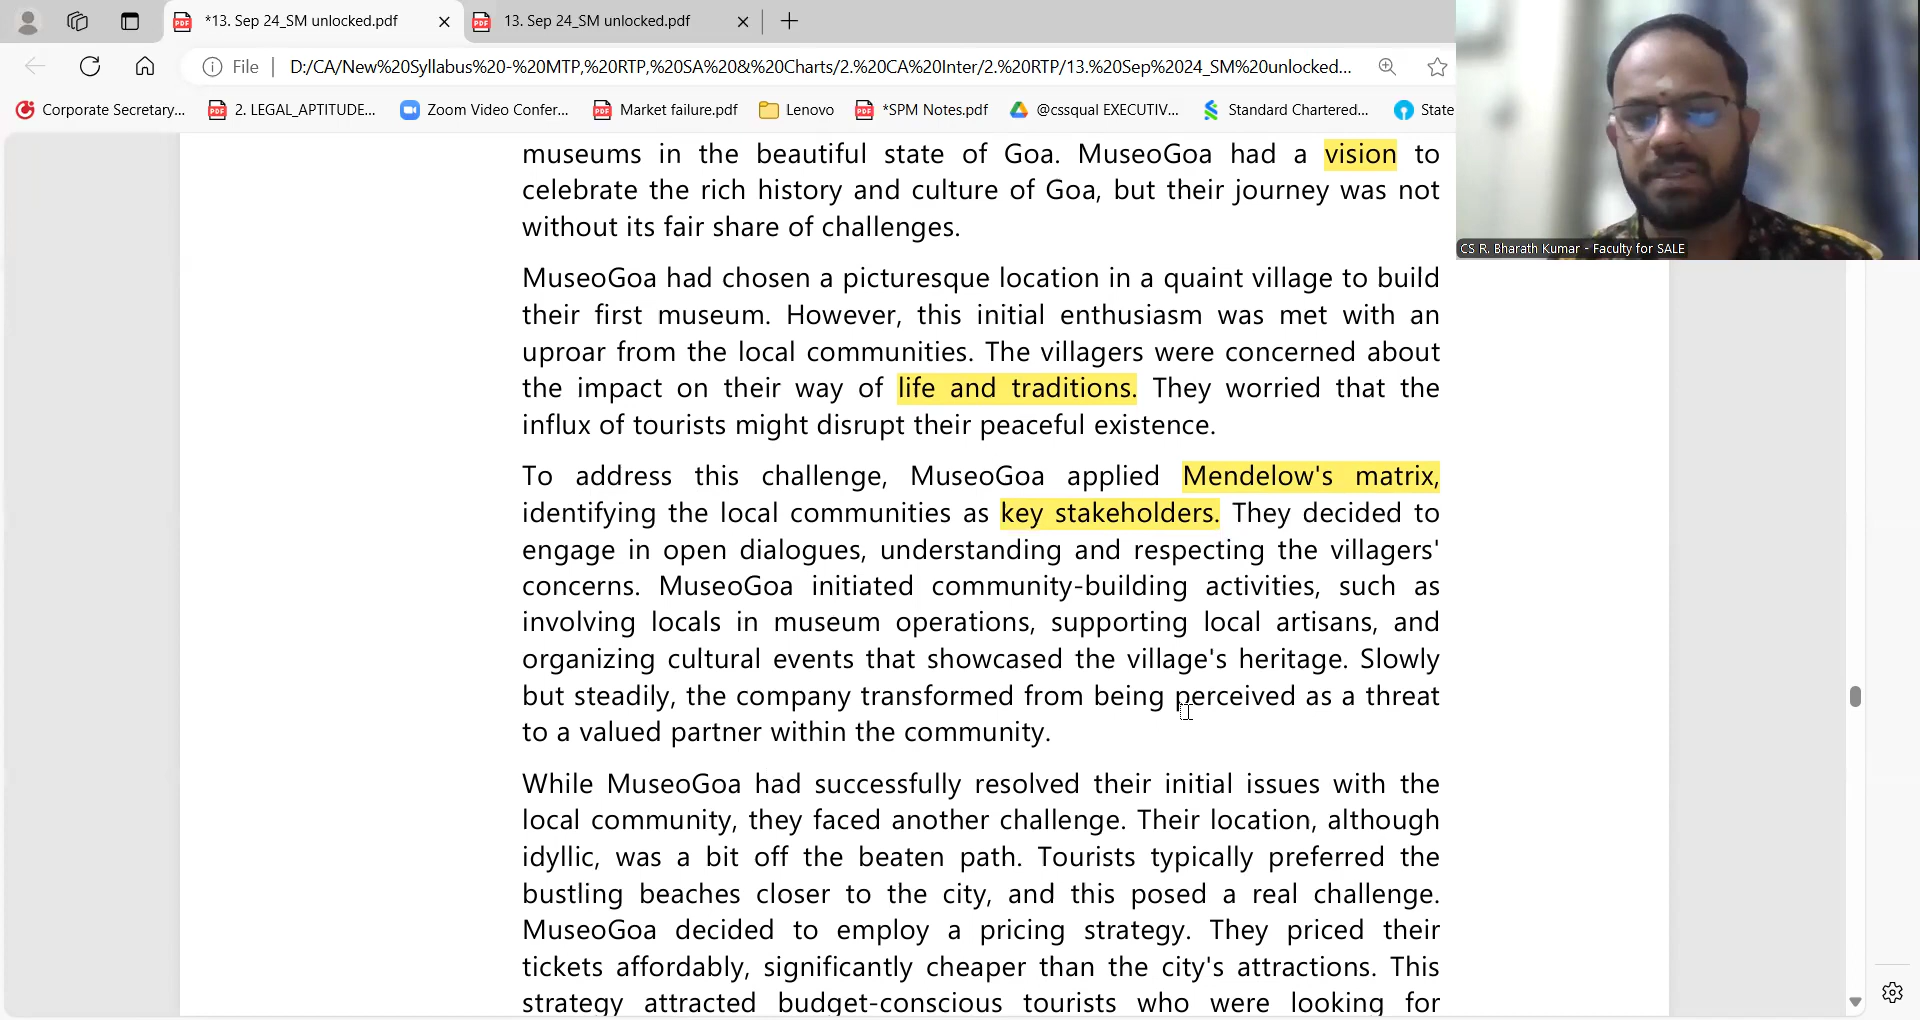 *13. Sep 24_SM unlocked.pdf
13. Sep 24_SM unlocked.pdf
File
D:/CA/New%20Syllabus%20-%20MTP,%20RTP,%20SA%20&%20Charts/2.%20CA%20Inter/2.%20RTP/13.%20Sep%2024_SM%20unlocked...
Corporate Secretary...
2. LEGAL_APTITUDE...
Zoom Video Confer...
Market failure.pdf
Lenovo
*SPM Notes.pdf
@cssqual EXECUTIV...
Standard Chartered...
State
CS R. Bharath Kumar - Faculty for SALE
museums in the beautiful state of Goa. MuseoGoa had a vision to
celebrate the rich history and culture of Goa, but their journey was not
without its fair share of challenges.
MuseoGoa had chosen a picturesque location in a quaint village to build
their first museum. However, this initial enthusiasm was met with an
uproar from the local communities. The villagers were concerned about
the impact on their way of life and traditions. They worried that the
influx of tourists might disrupt their peaceful existence.
To address this challenge, MuseoGoa applied Mendelow's matrix,
identifying the local communities as key stakeholders. They decided to
engage in open dialogues, understanding and respecting the villagers'
concerns. MuseoGoa initiated community-building activities, such as
involving locals in museum operations, supporting local artisans, and
organizing cultural events that showcased the village's heritage. Slowly
but steadily, the company transformed from being perceived as a threat
to a valued partner within the community.
While MuseoGoa had successfully resolved their initial issues with the
local community, they faced another challenge. Their location, although
idyllic, was a bit off the beaten path. Tourists typically preferred the
bustling beaches closer to the city, and this posed a real challenge.
MuseoGoa decided to employ a pricing strategy. They priced their
tickets affordably, significantly cheaper than the city's attractions. This
strategy attracted budget-conscious tourists who were looking for